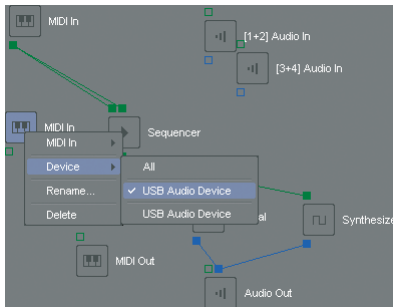 MIDI In
[1+2] Audio In
[3+4] Audio In
MIDI In
Sequencer
MIDI In
Device
All
Rename...
USB Audio Device
Delete
USB Audio Device
Synthesize
MIDI Out
Audio Out